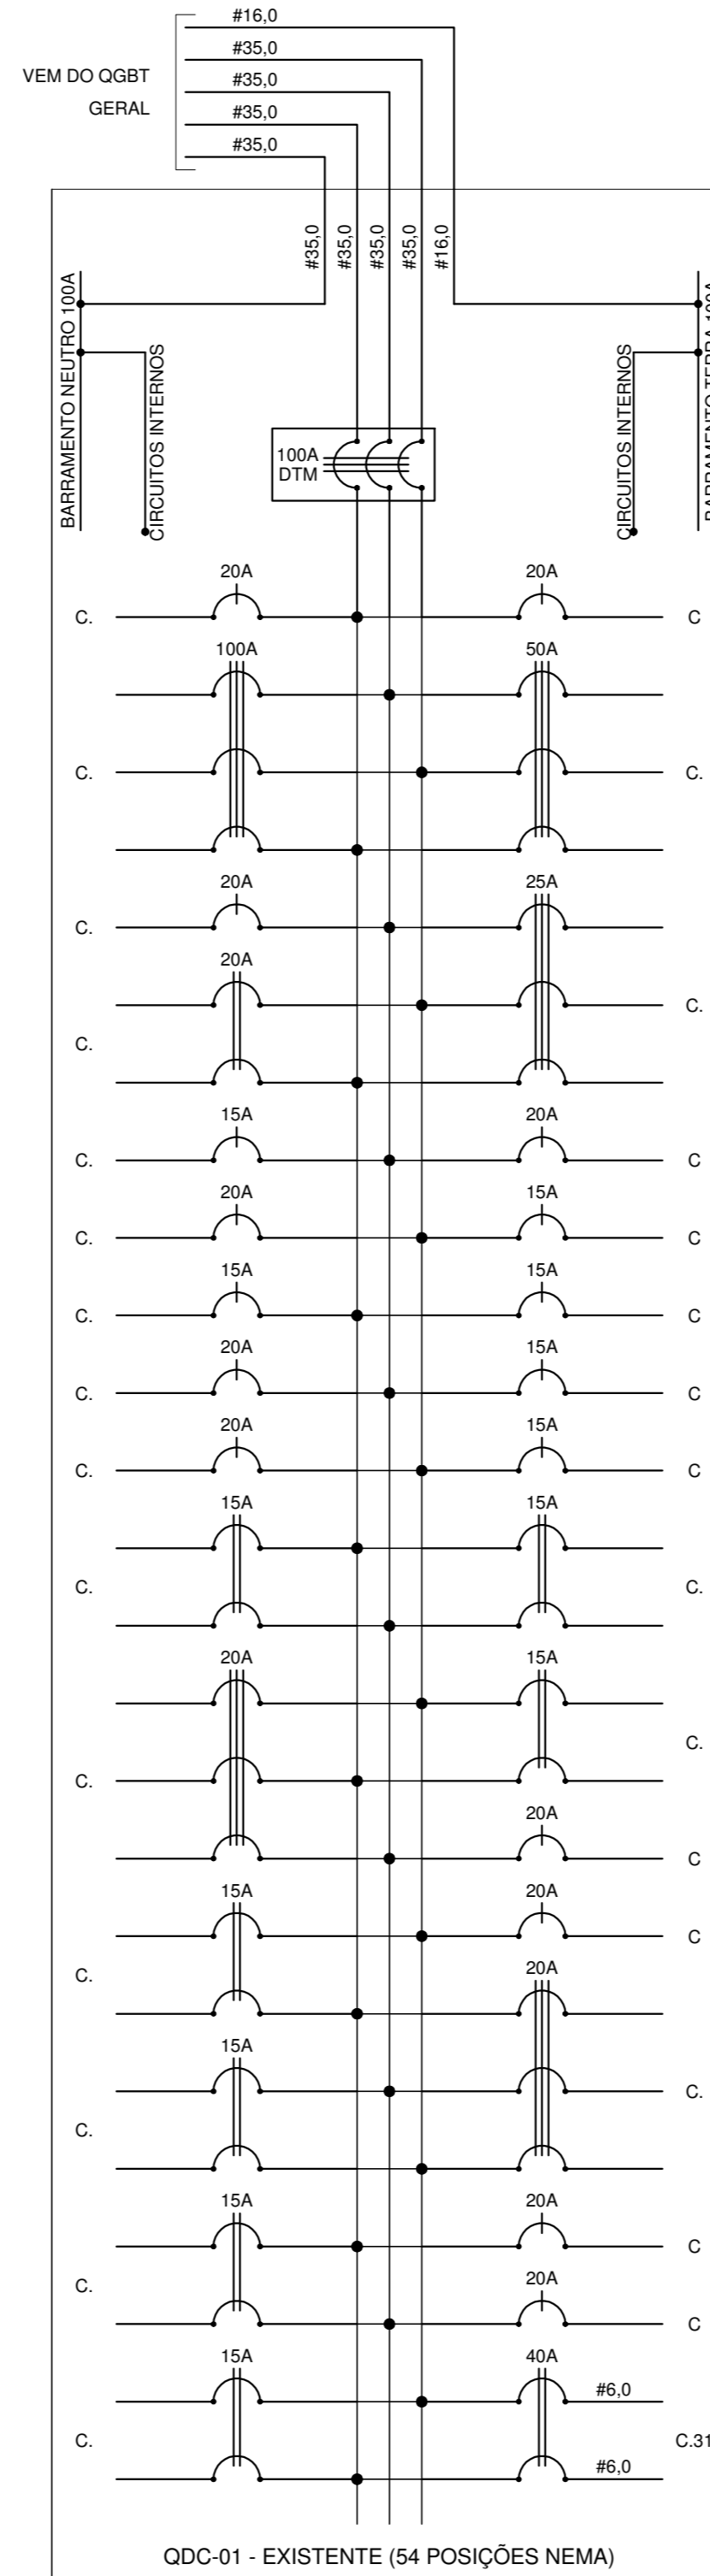 #16,0
#35,0
VEM DO QGBT
#35,0
GERAL
#35,0
#35,0
#35,0
#35,0
#35,0
#35,0
#16,0
BARRAMENTO NEUTRO 100A
CIRCUITOS INTERNOS
CIRCUITOS INTERNOS
BARRAMENTO TERRA 100A
100A
DTM
20A
20A
C.
C
100A
50A
C.
C.
20A
25A
C.
20A
C.
C.
15A
20A
C.
C
20A
15A
C.
C
15A
15A
C.
C
20A
15A
C.
C
20A
15A
C.
C
15A
15A
C.
C.
20A
15A
C.
C.
20A
C
15A
20A
C
C.
20A
15A
C.
C.
15A
20A
C
C.
20A
C
15A
40A
#6,0
C.
C.31
#6,0
QDC-01 - EXISTENTE (54 POSIÇÕES NEMA)